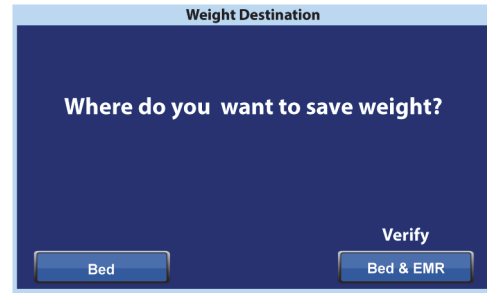 Weight Destination
Where do you want to save weight?
Verify
Bed
Bed & EMR